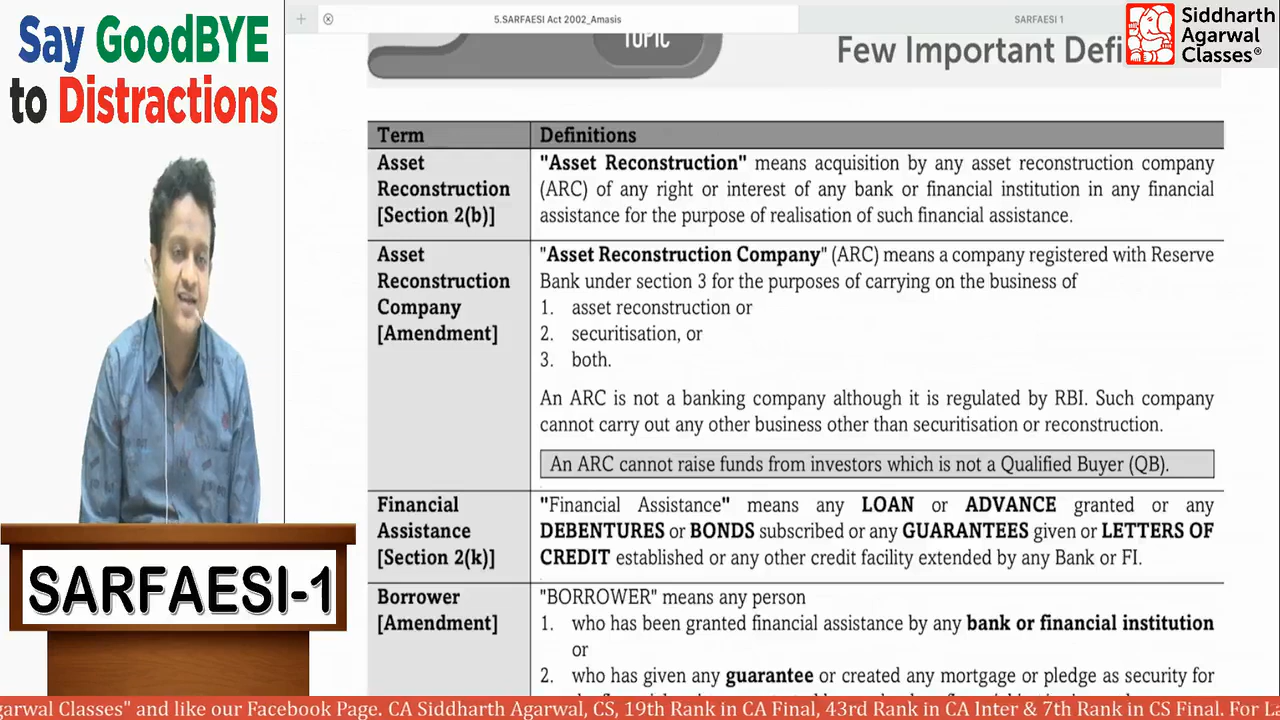 Say GoodBYE
to Distractions
5.SARFAESI Act 2002_Amasis
SARFAESI 1
Siddharth
Agarwal
Classes®
TOPIC
Few Important Defi
Term
Definitions
Asset
Reconstruction
[Section 2(b)]
"Asset Reconstruction" means acquisition by any asset reconstruction company
(ARC) of any right or interest of any bank or financial institution in any financial
assistance for the purpose of realisation of such financial assistance.
Asset
Reconstruction
Company
[Amendment]
"Asset Reconstruction Company" (ARC) means a company registered with Reserve
Bank under section 3 for the purposes of carrying on the business of
1. asset reconstruction or
2. securitisation, or
3. both.
An ARC is not a banking company although it is regulated by RBI. Such company
cannot carry out any other business other than securitisation or reconstruction.
An ARC cannot raise funds from investors which is not a Qualified Buyer (QB).
Financial
Assistance
[Section 2(k)]
"Financial Assistance" means any LOAN or ADVANCE granted or any
DEBENTURES or BONDS subscribed or any GUARANTEES given or LETTERS OF
CREDIT established or any other credit facility extended by any Bank or FI.
Borrower
[Amendment]
"BORROWER" means any person
1. who has been granted financial assistance by any bank or financial institution
or
2. who has given any guarantee or created any mortgage or pledge as security for
SARFAESI-1
garwal Classes" and like our Facebook Page. CA Siddharth Agarwal, CS, 19th Rank in CA Final, 43rd Rank in CA Inter & 7th Rank in CS Final. For La